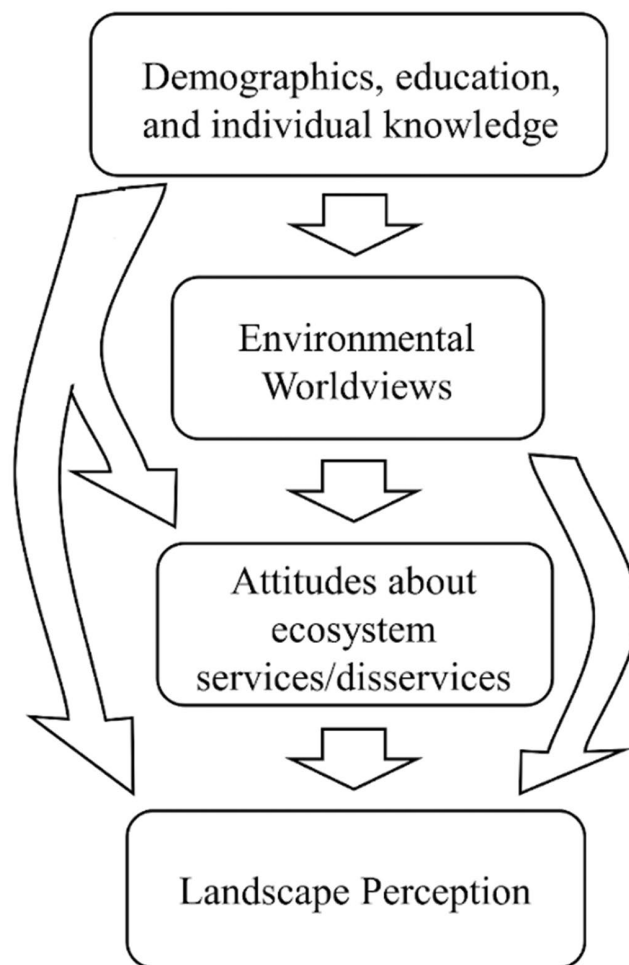 Demographics, education,
and individual knowledge
Environmental
Worldviews
Attitudes about
ecosystem
services/disservices
Landscape Perception